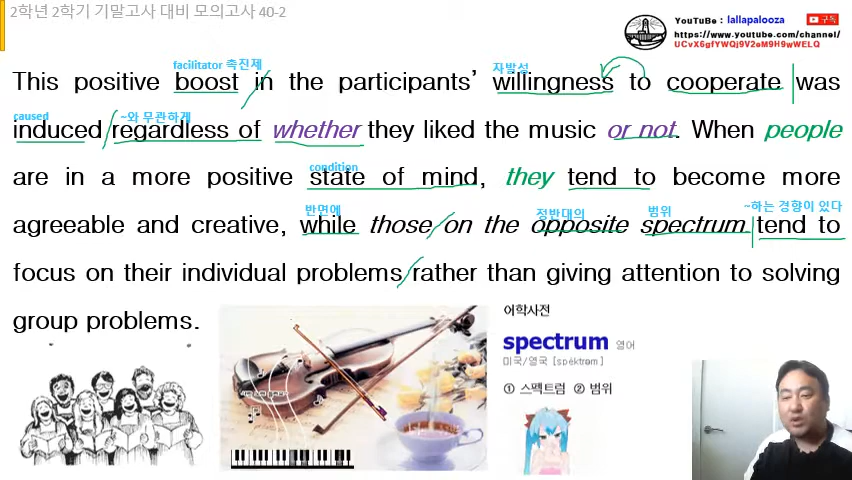 2학년 2학기 기말고사 대비 모의고사 40-2
YouTuBe : lallapalooza 구독
https://www.youtube.com/channel/
UCvX6gfYWQj9V2eM9H9wWELQ
facilitator 촉진제 자발성
This positive boost in the participants’ willingness to cooperate was
caused ~와 무관하게
induced regardless of whether they liked the music or not. When people
condition
are in a more positive state of mind, they tend to become more
반면에 정반대의 범위 ~하는 경향이 있다
agreeable and creative, while those on the opposite spectrum tend to
focus on their individual problems rather than giving attention to solving
group problems.
어학사전
spectrum 영어
미국/영국 [spéktrəm]
① 스펙트럼 ② 범위